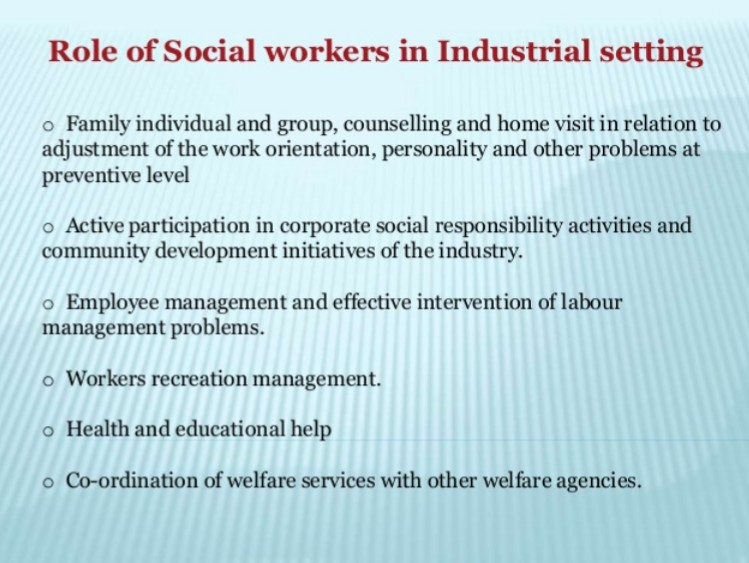 Role of Social workers in Industrial setting
o Family individual and group, counselling and home visit in relation to
adjustment of the work orientation, personality and other problems at
preventive level
o Active participation in corporate social responsibility activities and
community development initiatives of the industry.
o Employee management and effective intervention of labour
management problems.
o Workers recreation management.
o Health and educational help
o Co-ordination of welfare services with other welfare agencies.